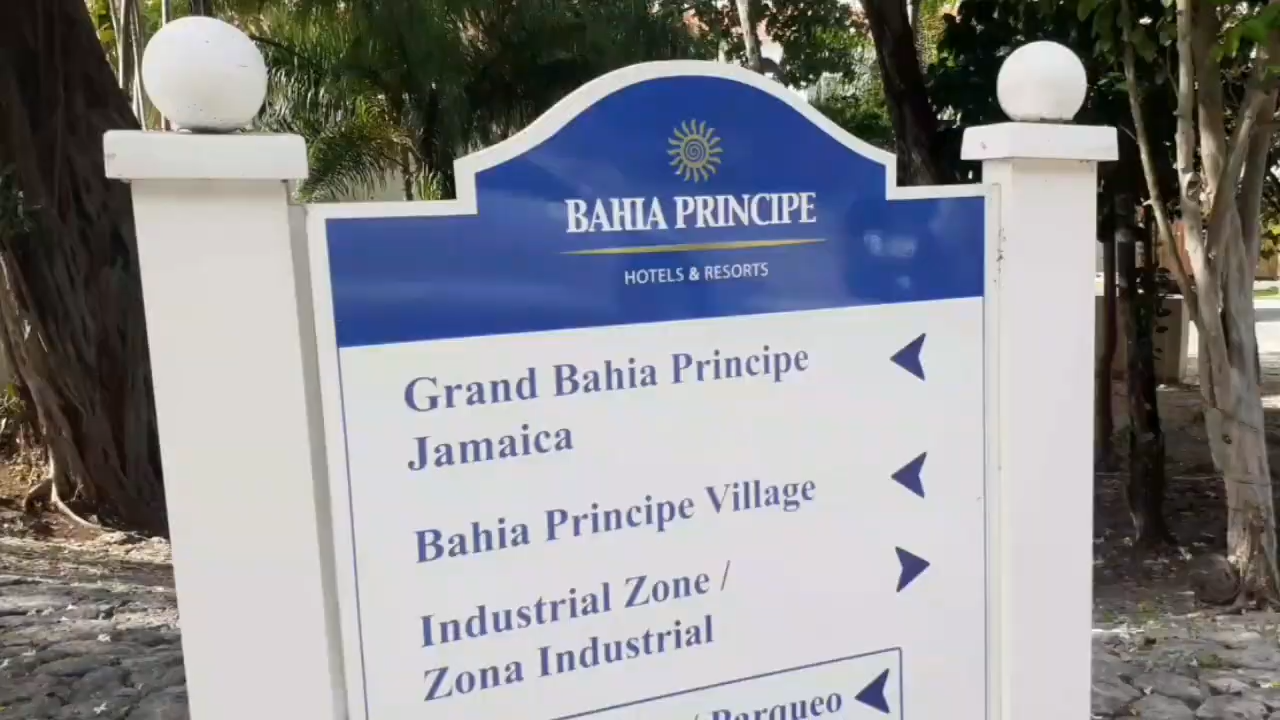 BAHIA PRINCIPE
HOTELS & RESORTS
Grand Bahia Principe
Jamaica
Bahia Principe Village
Industrial Zone /
Zona Industrial
/ Parqueo